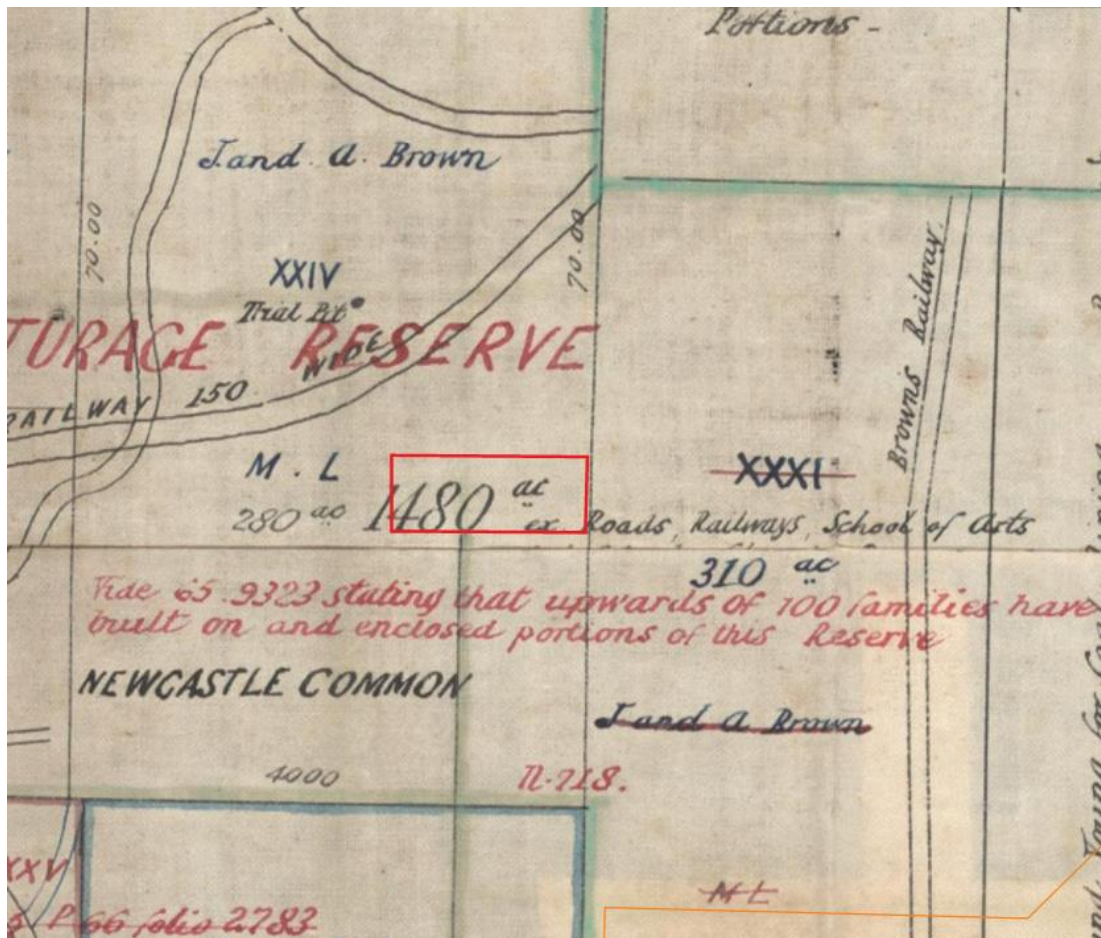 Portions -
J. and A. Brown
70.00
70.00
XXIV
Trial Pit
TURAGE RESERVE
RAILWAY 150. WIDE
Browns Railway
M. L
XXXI
280 ac 1480 ac ex Roads, Railways, School of Arts
310 ac
Vide 65.9323 stating that upwards of 100 families have
built on and enclosed portions of this Reserve
NEWCASTLE COMMON
J and A Brown
4000
R.718.
XXV
M L
P 66 folio 2783
Young for